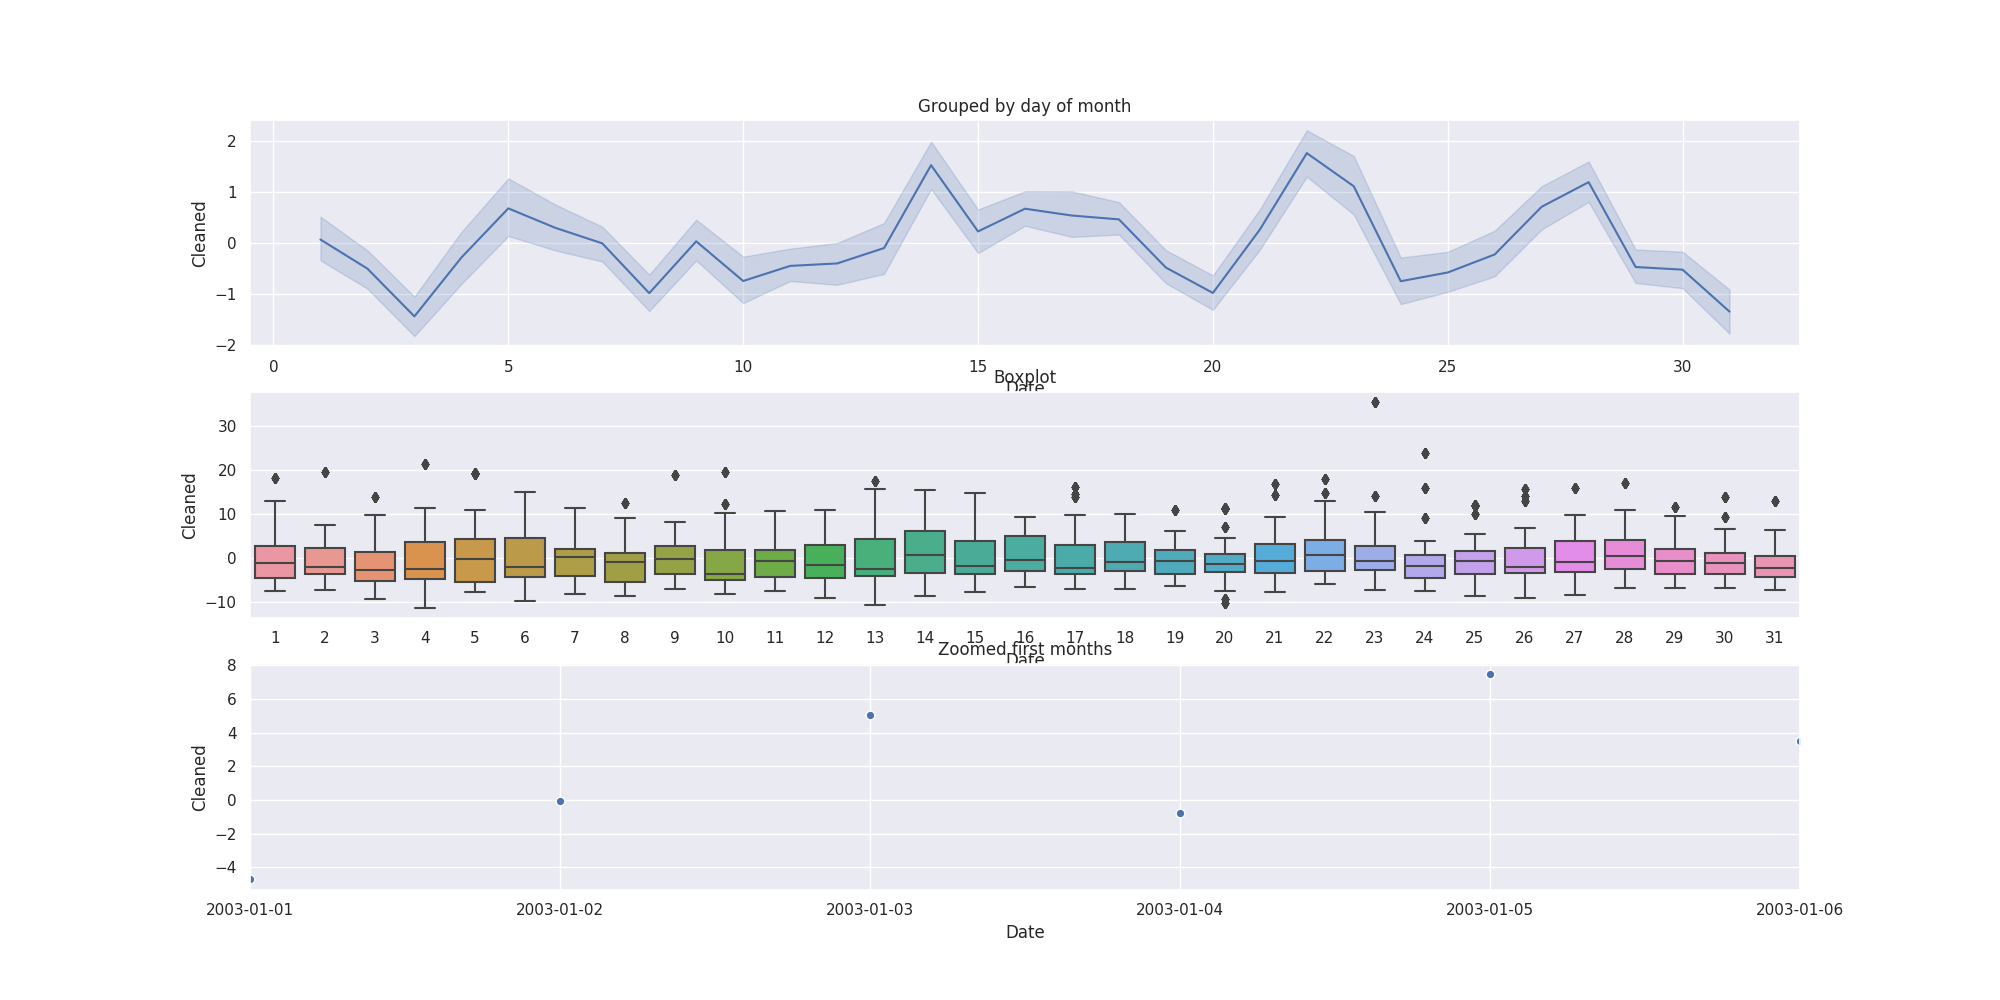 Grouped by day of month
Cleaned
2
1
0
−1
−2
0 5 10 15 20 25 30
Date
Boxplot
Cleaned
30
20
10
0
−10
1 2 3 4 5 6 7 8 9 10 11 12 13 14 15 16 17 18 19 20 21 22 23 24 25 26 27 28 29 30 31
Date
Zoomed first months
Cleaned
8
6
4
2
0
−2
−4
2003-01-01 2003-01-02 2003-01-03 2003-01-04 2003-01-05 2003-01-06
Date